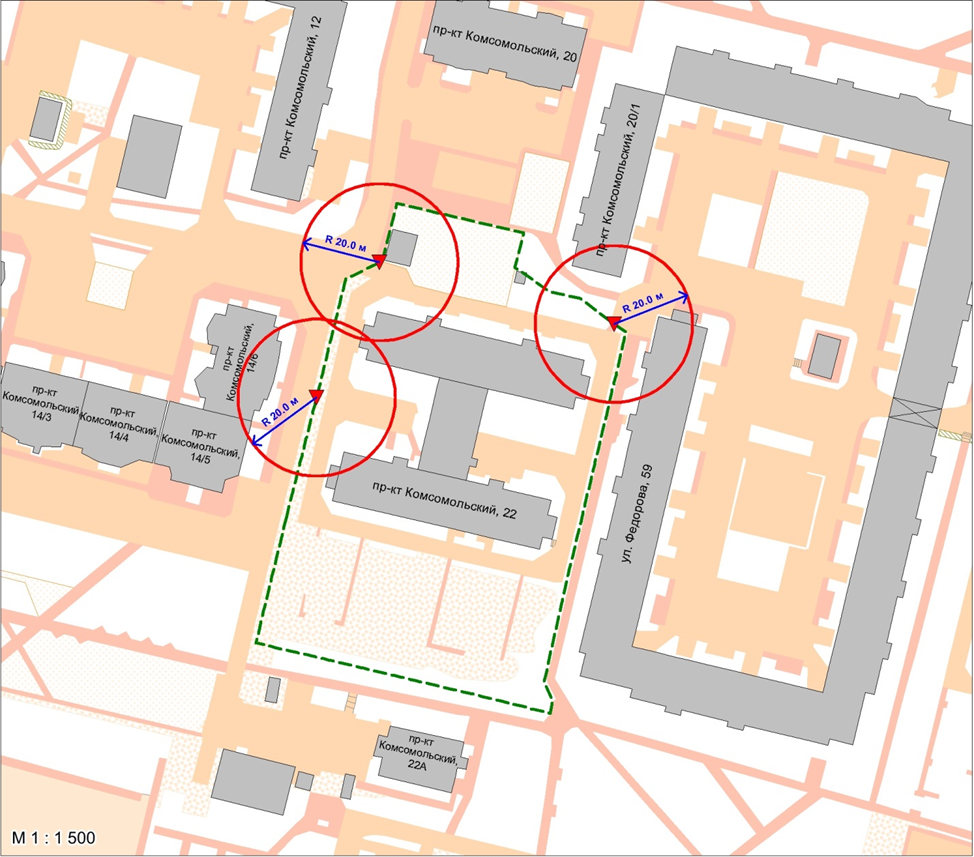 пр-кт Комсомольский, 12
пр-кт Комсомольский, 20
пр-кт Комсомольский, 20/1
R 20.0 м
R 20.0 м
R 20.0 м
пр-кт
Комсомольский,
14/6
пр-кт
Комсомольский,
14/3
пр-кт
Комсомольский,
14/4
пр-кт
Комсомольский,
14/5
пр-кт Комсомольский, 22
ул. Федорова, 59
пр-кт
Комсомольский,
22А
М 1 : 1 500